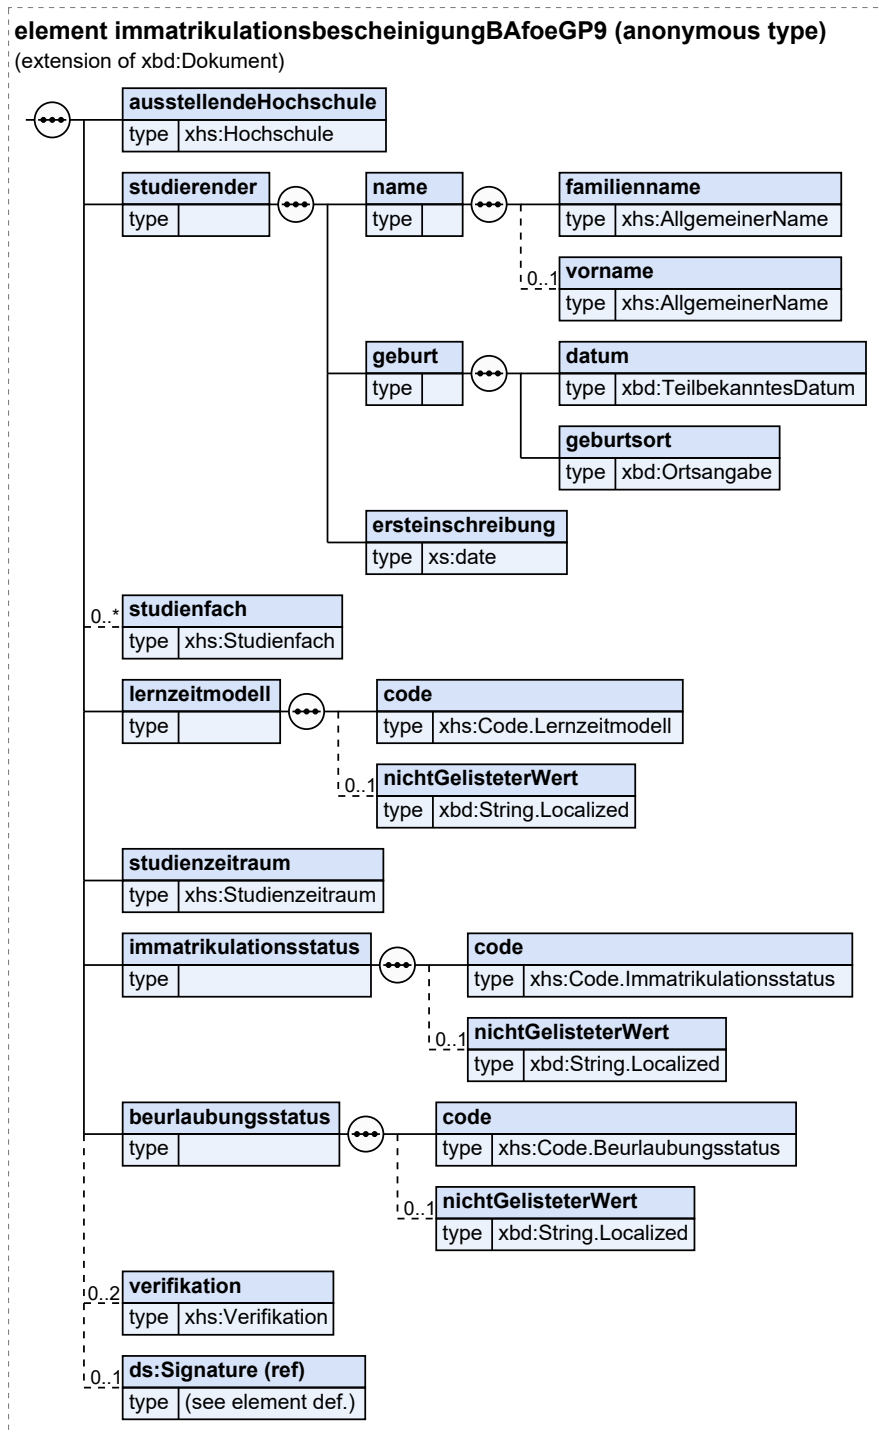 element immatrikulationsbescheinigungBAfoeGP9 (anonymous type)
(extension of xbd:Dokument)
ausstellendeHochschule
type xhs:Hochschule
studierender
type
name
type
familienname
type xhs:AllgemeinerName
0..1
vorname
type xhs:AllgemeinerName
geburt
type
datum
type xbd:TeilbekanntesDatum
geburtsort
type xbd:Ortsangabe
ersteinschreibung
type xs:date
0..*
studienfach
type xhs:Studienfach
lernzeitmodell
type
code
type xhs:Code.Lernzeitmodell
0..1
nichtGelisteterWert
type xbd:String.Localized
studienzeitraum
type xhs:Studienzeitraum
immatrikulationsstatus
type
code
type xhs:Code.Immatrikulationsstatus
0..1
nichtGelisteterWert
type xbd:String.Localized
beurlaubungsstatus
type
code
type xhs:Code.Beurlaubungsstatus
0..1
nichtGelisteterWert
type xbd:String.Localized
0..2
verifikation
type xhs:Verifikation
0..1
ds:Signature (ref)
type (see element def.)